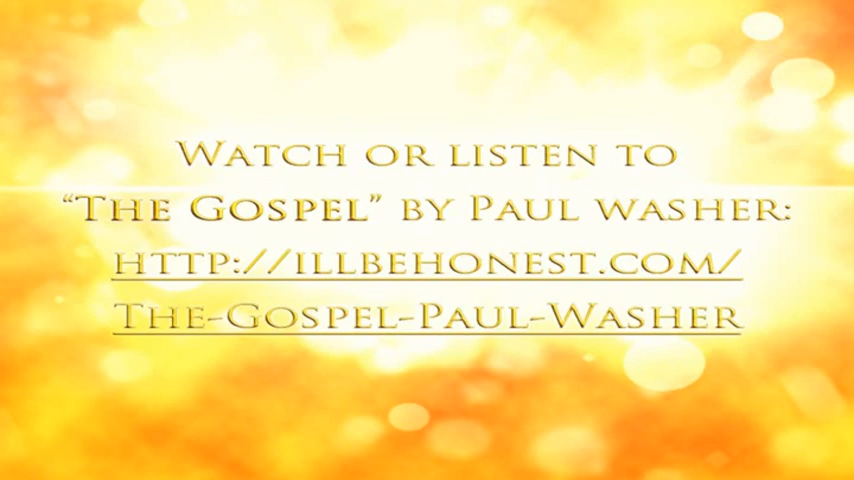 Watch or listen to
“The Gospel” by Paul washer:
http://illbehonest.com/
The-Gospel-Paul-Washer